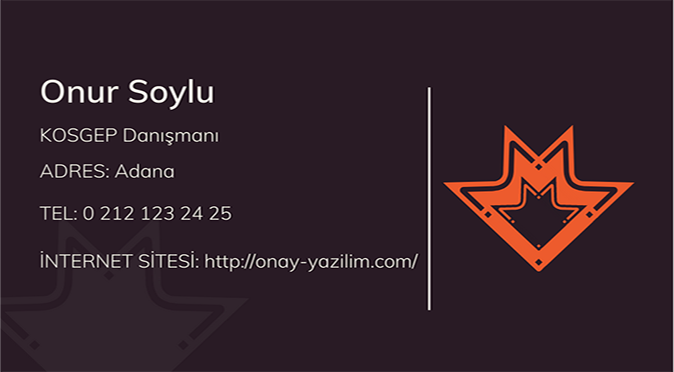 Onur Soylu
KOSGEP Danışmanı
ADRES: Adana
TEL: 0 212 123 24 25
İNTERNET SİTESİ: http://onay-yazilim.com/